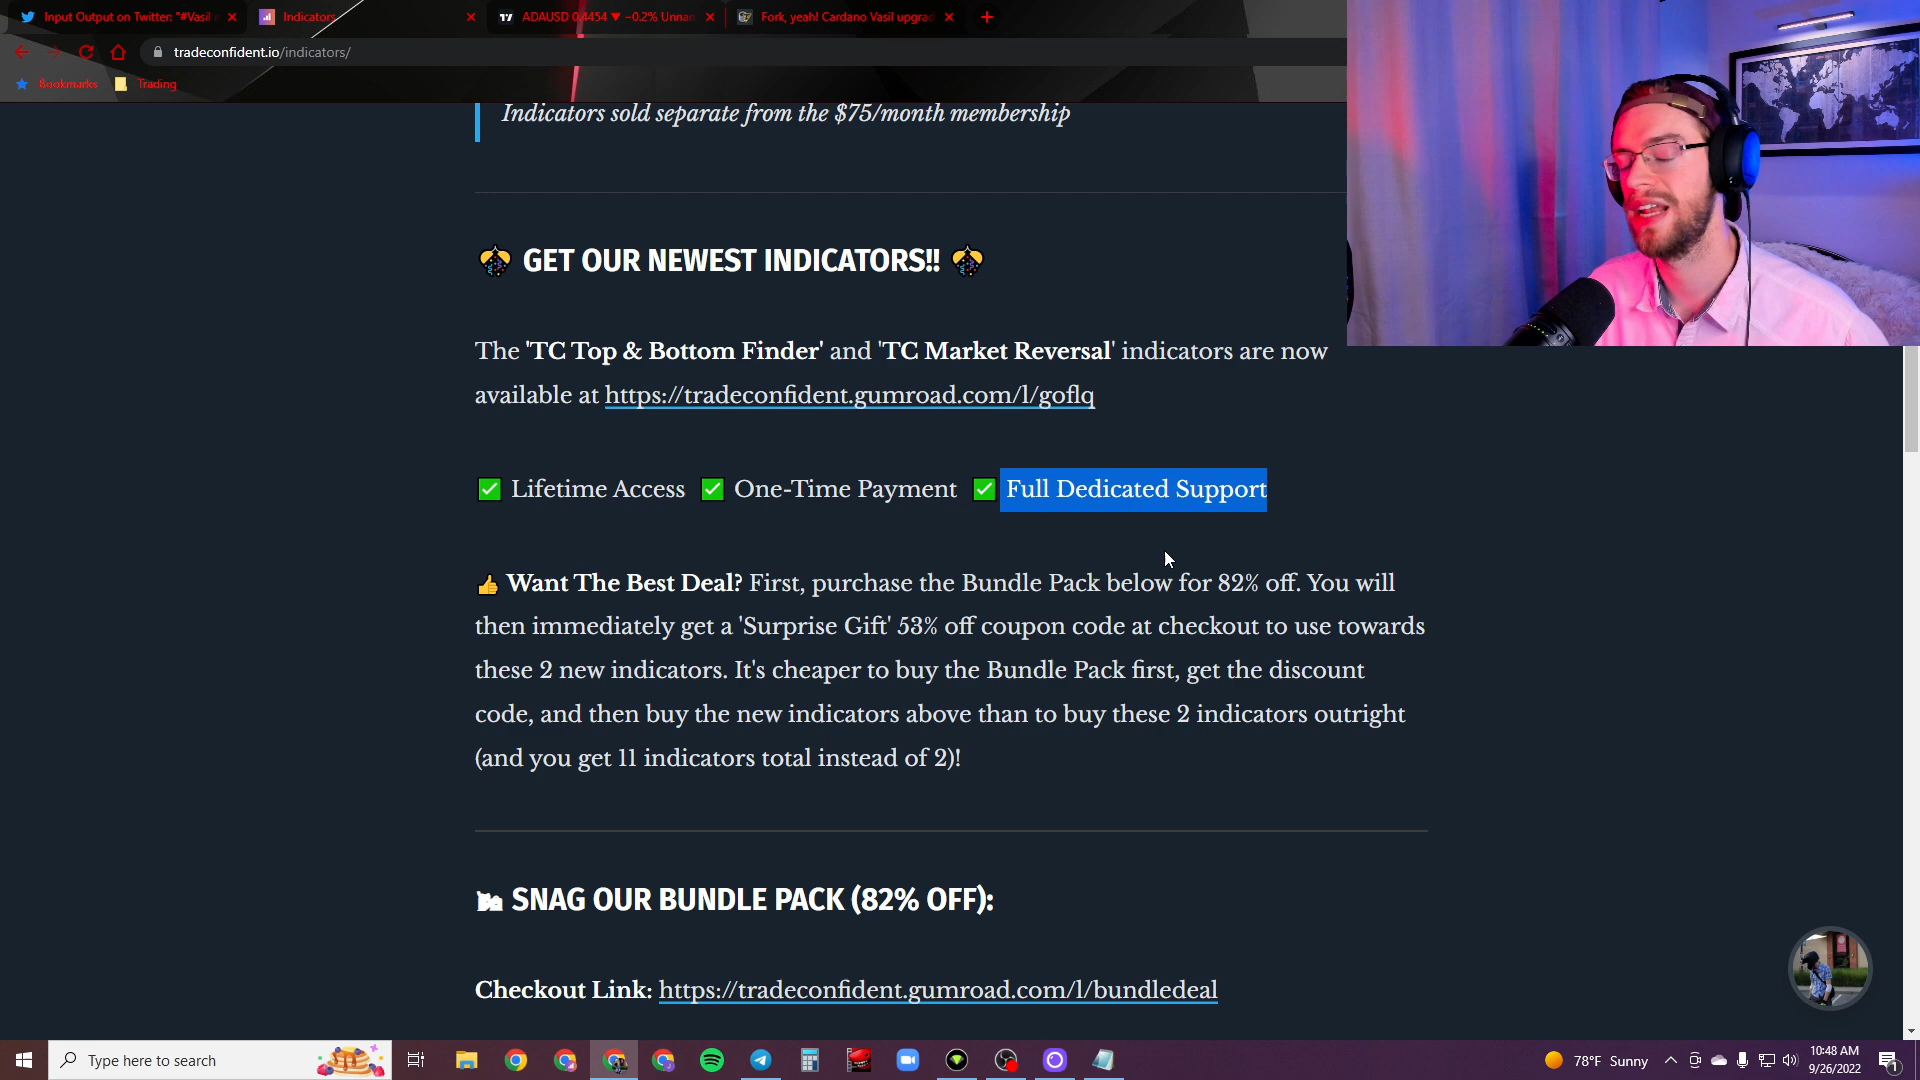 Input Output on Twitter: "#Vasil
Indicators
ADAUSD 0.4454 ▼ −0.2% Unnam
Fork, yeah! Cardano Vasil upgrad
tradeconfident.io/indicators/
Bookmarks
Trading
Indicators sold separate from the $75/month membership
GET OUR NEWEST INDICATORS!!
The 'TC Top & Bottom Finder' and 'TC Market Reversal' indicators are now
available at https://tradeconfident.gumroad.com/l/goflq
✅ Lifetime Access ✅ One-Time Payment ✅ Full Dedicated Support
👍 Want The Best Deal? First, purchase the Bundle Pack below for 82% off. You will
then immediately get a 'Surprise Gift' 53% off coupon code at checkout to use towards
these 2 new indicators. It's cheaper to buy the Bundle Pack first, get the discount
code, and then buy the new indicators above than to buy these 2 indicators outright
(and you get 11 indicators total instead of 2)!
SNAG OUR BUNDLE PACK (82% OFF):
Checkout Link: https://tradeconfident.gumroad.com/l/bundledeal
Type here to search
78°F Sunny
10:48 AM
9/26/2022
1